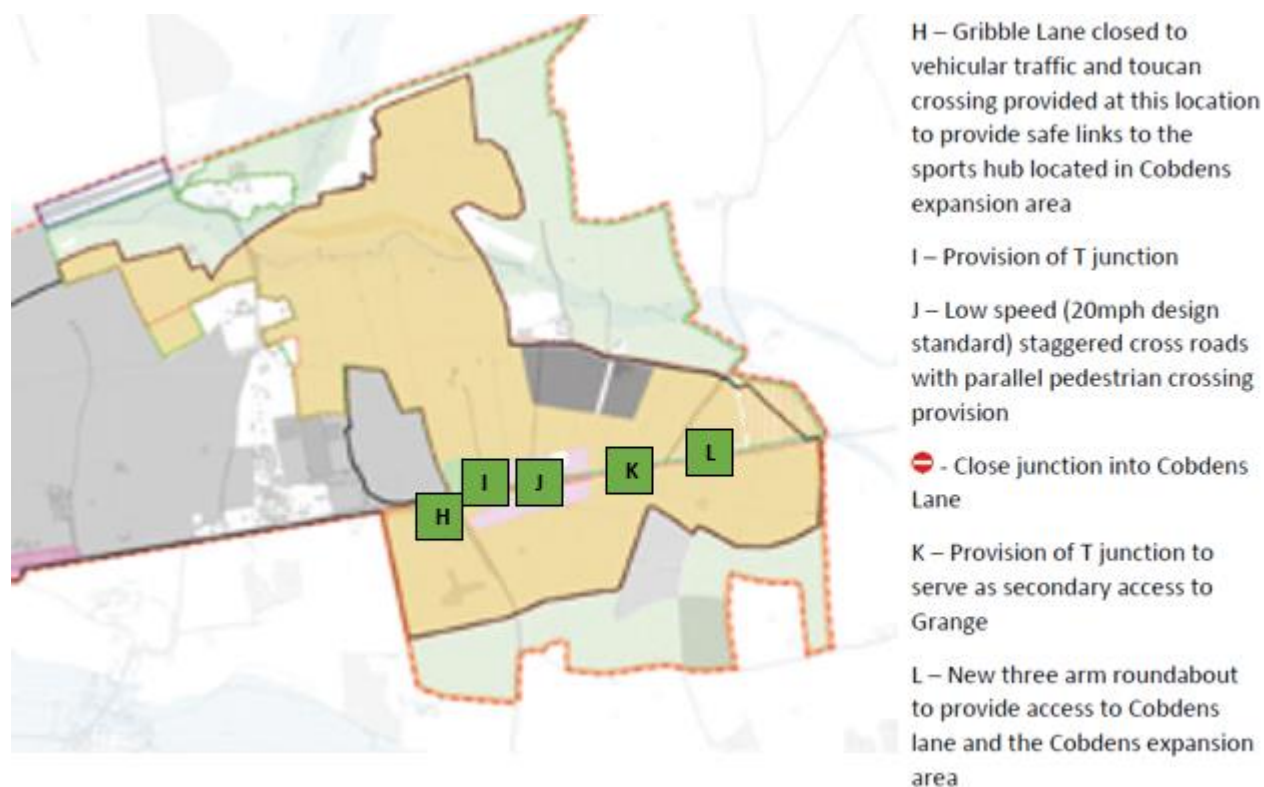 H – Gribble Lane closed to
vehicular traffic and toucan
crossing provided at this location
to provide safe links to the
sports hub located in Cobdens
expansion area
I – Provision of T junction
J – Low speed (20mph design
standard) staggered cross roads
with parallel pedestrian crossing
provision
- Close junction into Cobdens
Lane
K – Provision of T junction to
serve as secondary access to
Grange
L – New three arm roundabout
to provide access to Cobdens
lane and the Cobdens expansion
area
H
I
J
K
L